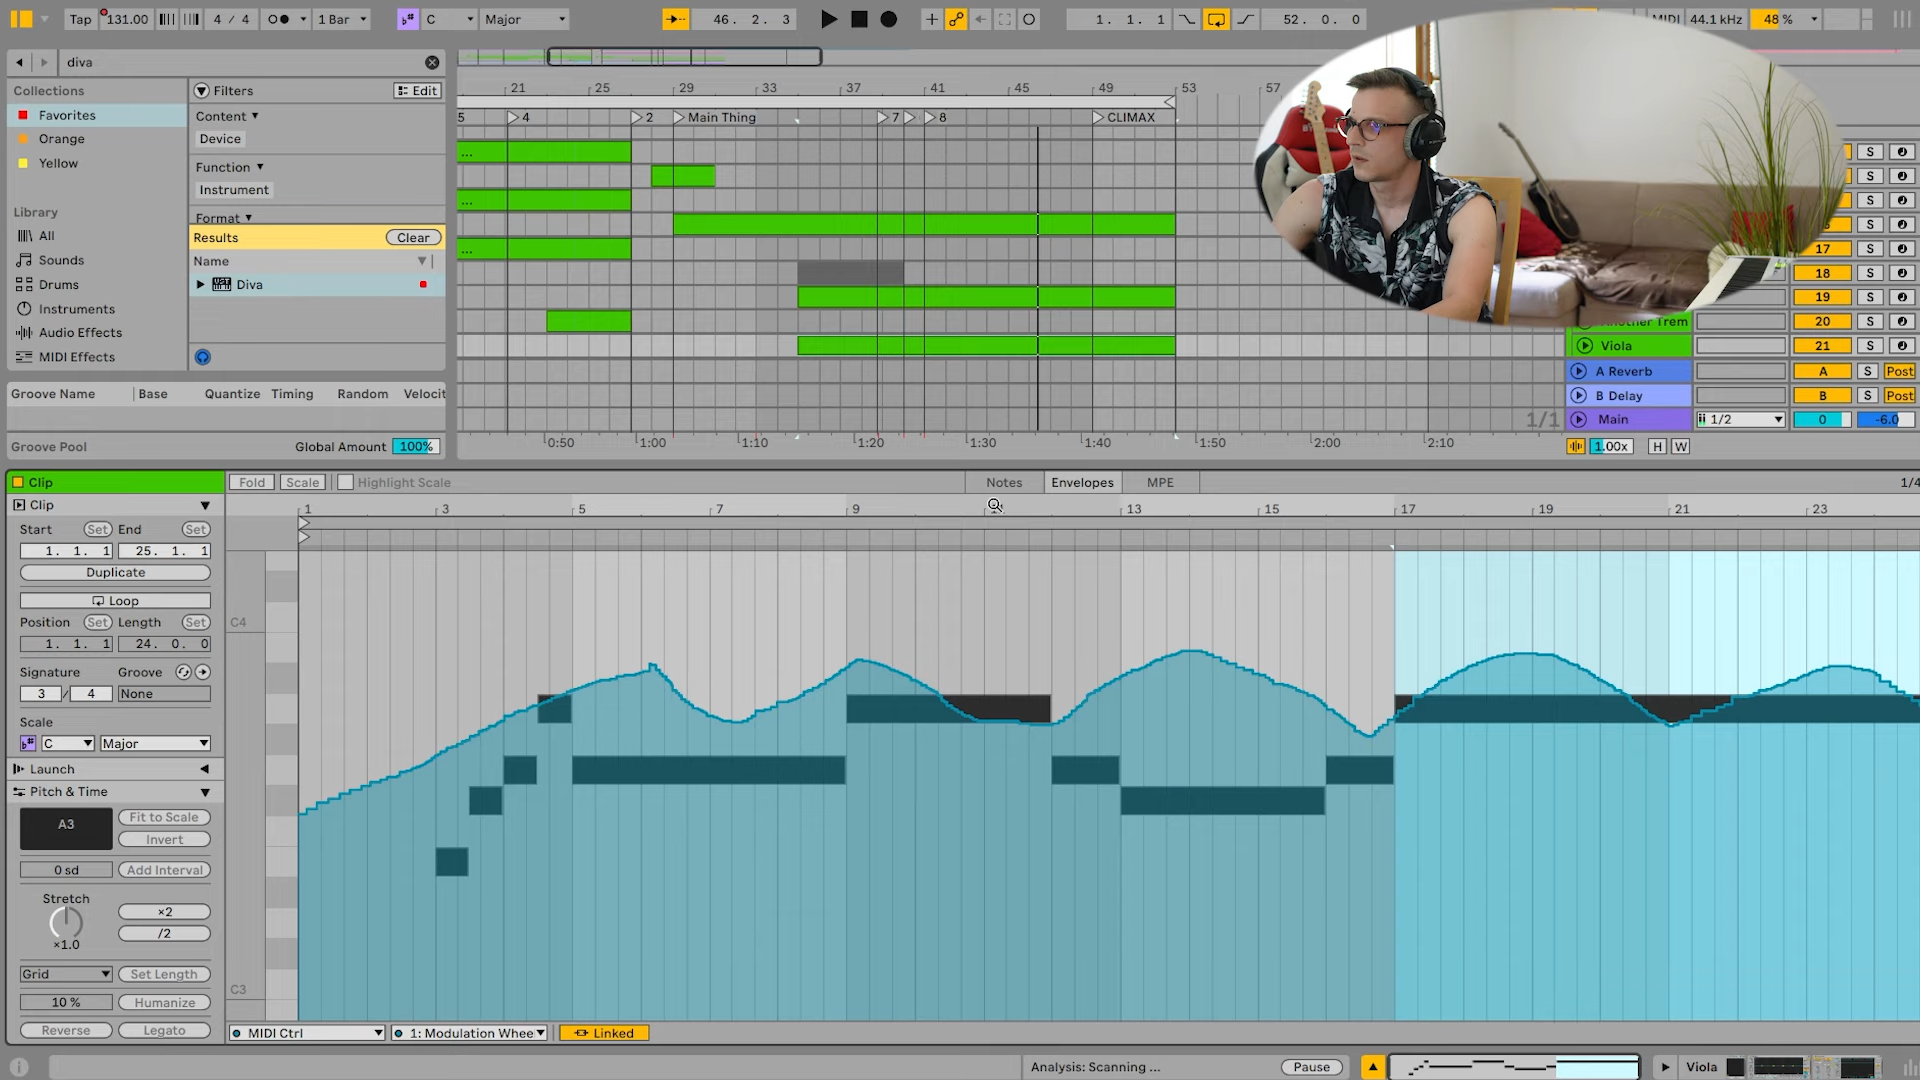 Tap 131.00 4 / 4 1 Bar C Major 46. 2. 3 1. 1. 1 52. 0. 0 MIDI 44.1 kHz 48 %
diva
Collections
Favorites
Orange
Yellow
Library
All
Sounds
Drums
Instruments
Audio Effects
MIDI Effects
Filters Edit
Content
Device
Function
Instrument
Format
Results Clear
Name
Diva
Groove Name Base Quantize Timing Random Velocit
Groove Pool Global Amount 100%
21 25 29 33 37 41 45 49 53 57
5 4 2 Main Thing 7 8 CLIMAX
...
...
...
S
S
S
S
17 S
18 S
19 S
Another Trem 20 S
Viola 21 S
A Reverb A S Post
B Delay B S Post
1/1 Main 1/2 0 -6.0
0:50 1:00 1:10 1:20 1:30 1:40 1:50 2:00 2:10
1.00x H W
Clip
Clip
Start Set End Set
1. 1. 1 25. 1. 1
Duplicate
Loop
Position Set Length Set
1. 1. 1 24. 0. 0
Signature Groove
3 / 4 None
Scale
C Major
Launch
Pitch & Time
A3 Fit to Scale
Invert
0 sd Add Interval
Stretch
×2
/2
×1.0
Grid Set Length
10 % Humanize
Reverse Legato
Fold Scale Highlight Scale Notes Envelopes MPE 1/4
1 3 5 7 9 13 15 17 19 21 23
C4
C3
MIDI Ctrl 1: Modulation Whee Linked
Analysis: Scanning ... Pause Viola